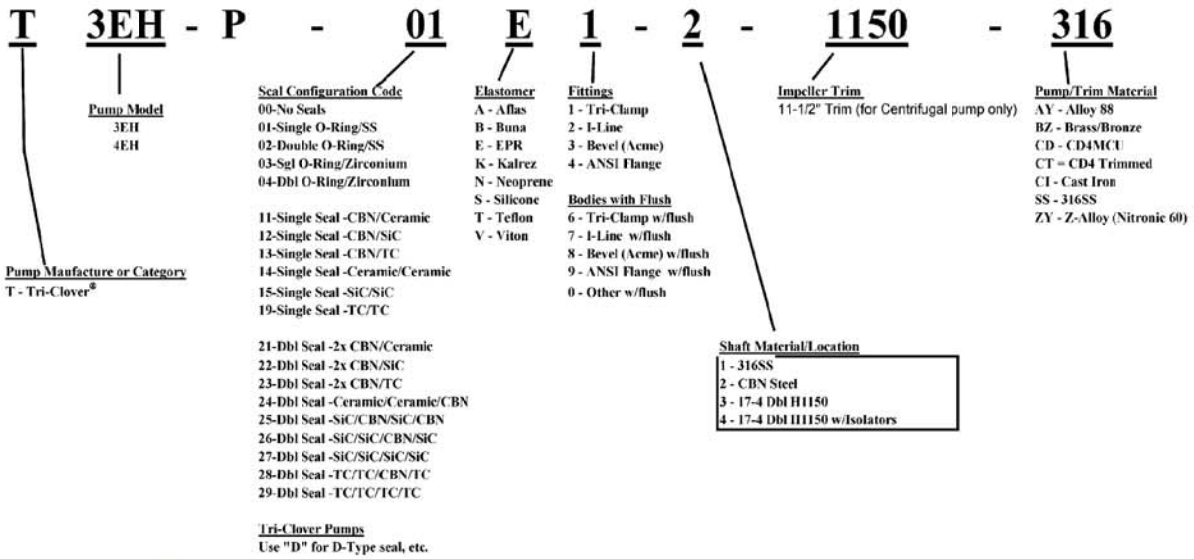 T 3EH - P - 01 E 1 - 2 - 1150 - 316
Pump Model
3EH
4EH
Pump Maufacture or Category
T - Tri-Clover®
Seal Configuration Code
00-No Seals
01-Single O-Ring/SS
02-Double O-Ring/SS
03-Sgl O-Ring/Zirconium
04-Dbl O-Ring/Zirconium
11-Single Seal -CBN/Ceramic
12-Single Seal -CBN/SiC
13-Single Seal -CBN/TC
14-Single Seal -Ceramic/Ceramic
15-Single Seal -SiC/SiC
19-Single Seal -TC/TC
21-Dbl Seal -2x CBN/Ceramic
22-Dbl Seal -2x CBN/SiC
23-Dbl Seal -2x CBN/TC
24-Dbl Seal -Ceramic/Ceramic/CBN
25-Dbl Seal -SiC/CBN/SiC/CBN
26-Dbl Seal -SiC/SiC/CBN/SiC
27-Dbl Seal -SiC/SiC/SiC/SiC
28-Dbl Seal -TC/TC/CBN/TC
29-Dbl Seal -TC/TC/TC/TC
Tri-Clover Pumps
Use "D" for D-Type seal, etc.
Elastomer
A - Aflas
B - Buna
E - EPR
K - Kalrez
N - Neoprene
S - Silicone
T - Teflon
V - Viton
Fittings
1 - Tri-Clamp
2 - I-Line
3 - Bevel (Acme)
4 - ANSI Flange
Bodies with Flush
6 - Tri-Clamp w/flush
7 - I-Line w/flush
8 - Bevel (Acme) w/flush
9 - ANSI Flange w/flush
0 - Other w/flush
Shaft Material/Location
1 - 316SS
2 - CBN Steel
3 - 17-4 Dbl H1150
4 - 17-4 Dbl H1150 w/Isolators
Impeller Trim
11-1/2" Trim (for Centrifugal pump only)
Pump/Trim Material
AY - Alloy 88
BZ - Brass/Bronze
CD - CD4MCU
CT = CD4 Trimmed
CI - Cast Iron
SS - 316SS
ZY - Z-Alloy (Nitronic 60)